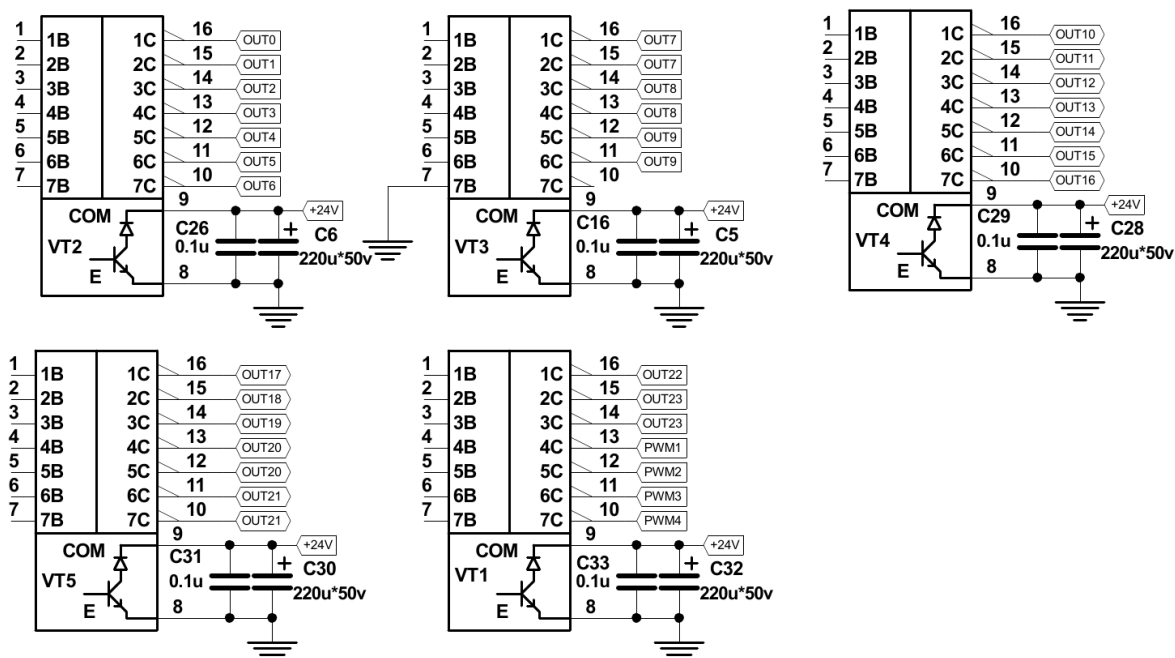 1 1B 1C 16 OUT0
2 2B 2C 15 OUT1
3 3B 3C 14 OUT2
4 4B 4C 13 OUT3
5 5B 5C 12 OUT4
6 6B 6C 11 OUT5
7 7B 7C 10 OUT6
COM 9 +24V
VT2 C26 0.1u + C6 220u*50v
E 8
1 1B 1C 16 OUT7
2 2B 2C 15 OUT7
3 3B 3C 14 OUT8
4 4B 4C 13 OUT8
5 5B 5C 12 OUT9
6 6B 6C 11 OUT9
7 7B 7C 10
COM 9 +24V
VT3 C16 0.1u + C5 220u*50v
E 8
1 1B 1C 16 OUT10
2 2B 2C 15 OUT11
3 3B 3C 14 OUT12
4 4B 4C 13 OUT13
5 5B 5C 12 OUT14
6 6B 6C 11 OUT15
7 7B 7C 10 OUT16
COM 9 +24V
VT4 C29 0.1u + C28 220u*50v
E 8
1 1B 1C 16 OUT17
2 2B 2C 15 OUT18
3 3B 3C 14 OUT19
4 4B 4C 13 OUT20
5 5B 5C 12 OUT20
6 6B 6C 11 OUT21
7 7B 7C 10 OUT21
COM 9 +24V
VT5 C31 0.1u + C30 220u*50v
E 8
1 1B 1C 16 OUT22
2 2B 2C 15 OUT23
3 3B 3C 14 OUT23
4 4B 4C 13 PWM1
5 5B 5C 12 PWM2
6 6B 6C 11 PWM3
7 7B 7C 10 PWM4
COM 9 +24V
VT1 C33 0.1u + C32 220u*50v
E 8